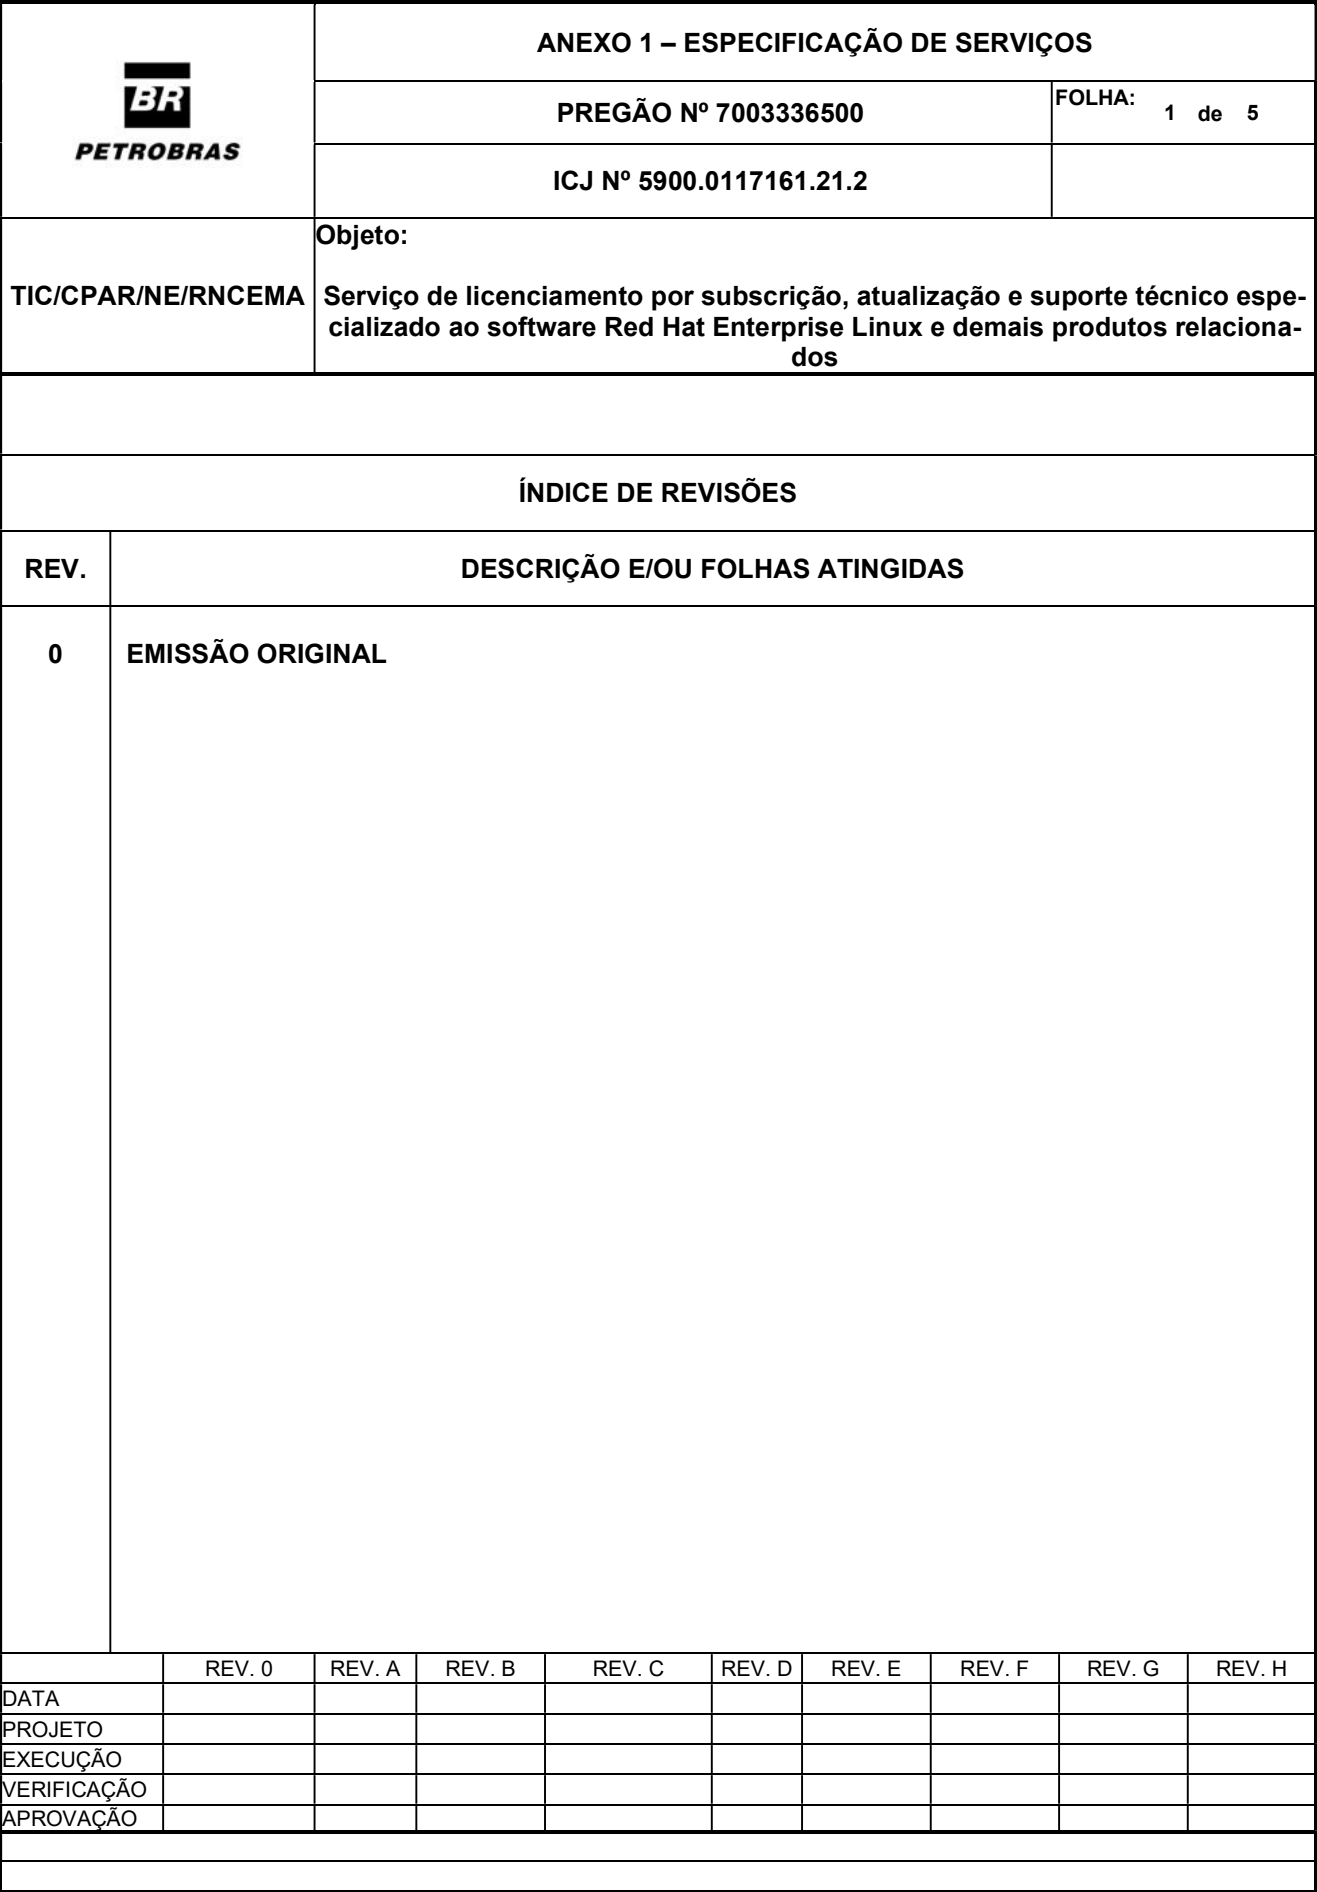 ANEXO 1 – ESPECIFICAÇÃO DE SERVIÇOS
BR
PETROBRAS
PREGÃO Nº 7003336500
FOLHA: 1 de 5
ICJ Nº 5900.0117161.21.2
TIC/CPAR/NE/RNCEMA
Objeto:
Serviço de licenciamento por subscrição, atualização e suporte técnico espe-
cializado ao software Red Hat Enterprise Linux e demais produtos relaciona-
dos
ÍNDICE DE REVISÕES
REV. DESCRIÇÃO E/OU FOLHAS ATINGIDAS
0 EMISSÃO ORIGINAL
REV. 0 REV. A REV. B REV. C REV. D REV. E REV. F REV. G REV. H
DATA
PROJETO
EXECUÇÃO
VERIFICAÇÃO
APROVAÇÃO